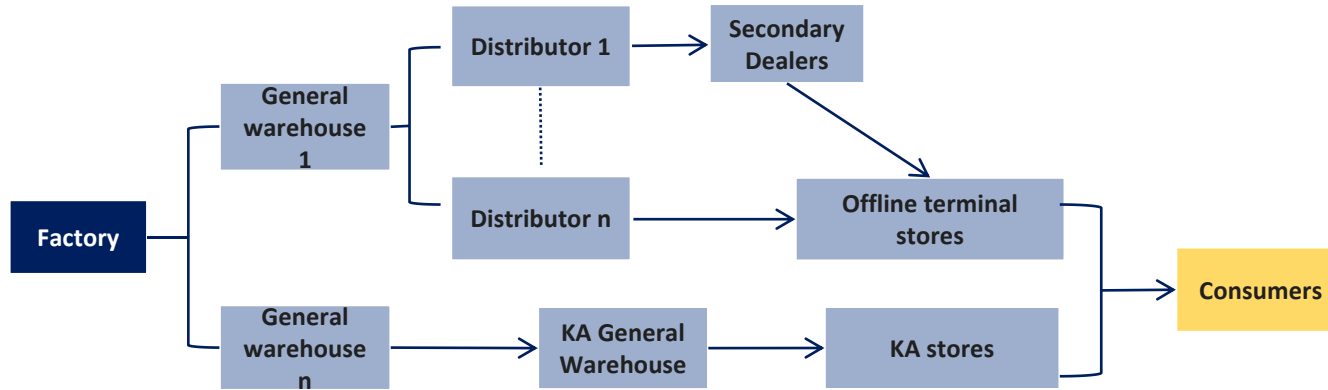 Distributor 1
Secondary
Dealers
General
warehouse
1
Distributor n
Offline terminal
stores
Factory
Consumers
General
warehouse
n
KA General
Warehouse
KA stores